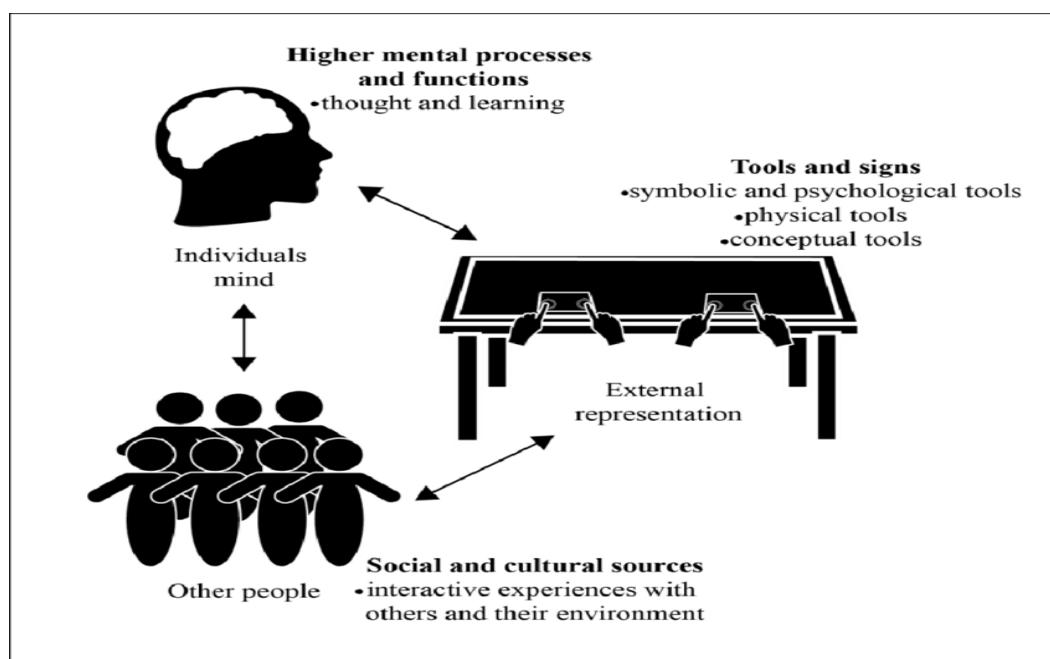 Higher mental processes
and functions
•thought and learning
Tools and signs
•symbolic and psychological tools
•physical tools
•conceptual tools
Individuals
mind
External
representation
Other people
Social and cultural sources
•interactive experiences with
others and their environment